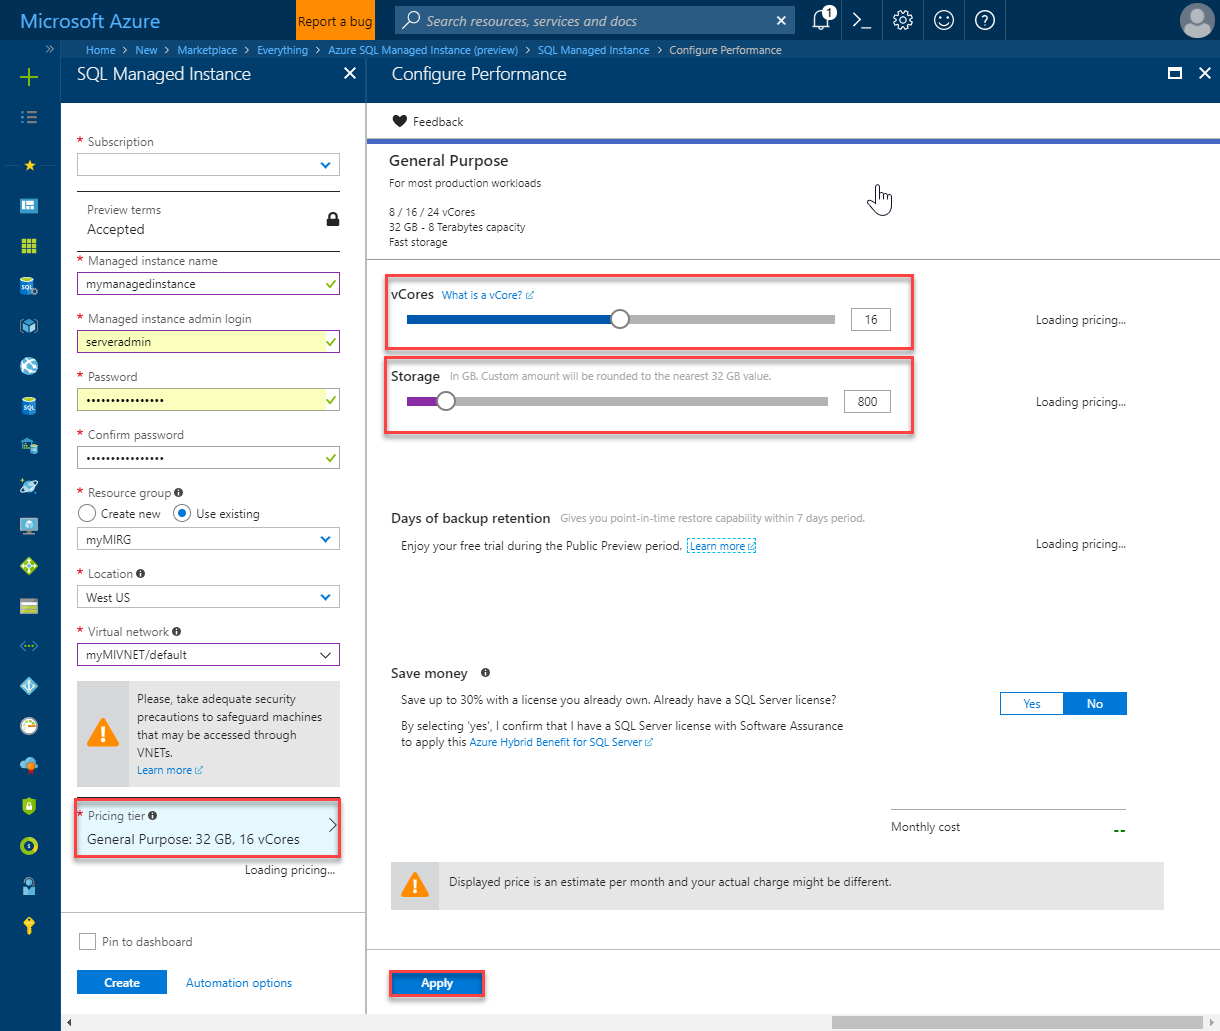 Microsoft Azure
Report a bug
Search resources, services and docs
1
Home > New > Marketplace > Everything > Azure SQL Managed Instance (preview) > SQL Managed Instance > Configure Performance
SQL Managed Instance
* Subscription
Preview terms
Accepted
* Managed instance name
mymanagedinstance
* Managed instance admin login
serveradmin
* Password
••••••••••••••••
* Confirm password
••••••••••••••••
* Resource group
Create new
Use existing
myMIRG
* Location
West US
* Virtual network
myMIVNET/default
Please, take adequate security
precautions to safeguard machines
that may be accessed through
VNETs.
Learn more
* Pricing tier
General Purpose: 32 GB, 16 vCores
Loading pricing...
Pin to dashboard
Create
Automation options
Configure Performance
Feedback
General Purpose
For most production workloads
8 / 16 / 24 vCores
32 GB - 8 Terabytes capacity
Fast storage
vCores What is a vCore?
16
Loading pricing...
Storage In GB. Custom amount will be rounded to the nearest 32 GB value.
800
Loading pricing...
Days of backup retention Gives you point-in-time restore capability within 7 days period.
Enjoy your free trial during the Public Preview period. Learn more
Loading pricing...
Save money
Save up to 30% with a license you already own. Already have a SQL Server license?
Yes
No
By selecting 'yes', I confirm that I have a SQL Server license with Software Assurance
to apply this Azure Hybrid Benefit for SQL Server
Monthly cost
--
Displayed price is an estimate per month and your actual charge might be different.
Apply